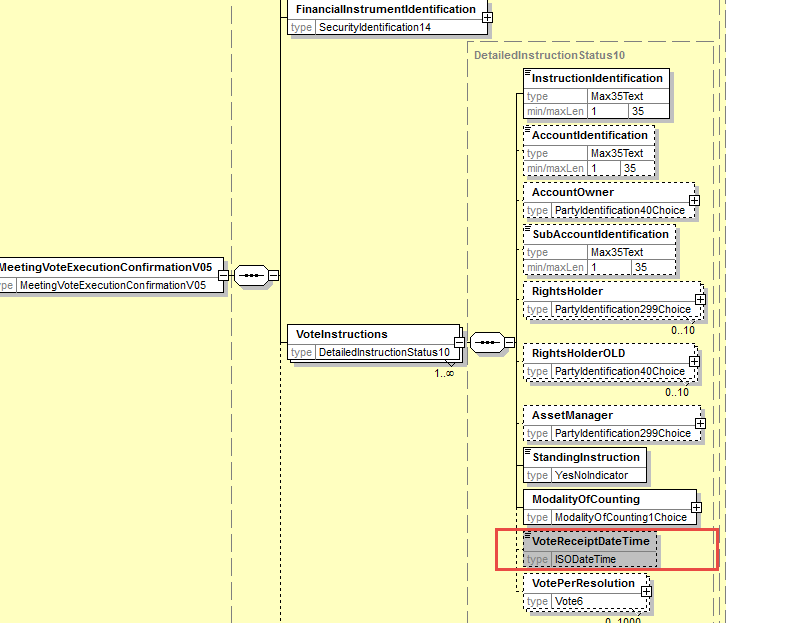 FinancialInstrumentIdentification
type SecurityIdentification14
DetailedInstructionStatus10
InstructionIdentification
type Max35Text
min/maxLen 1 35
AccountIdentification
type Max35Text
min/maxLen 1 35
AccountOwner
type PartyIdentification40Choice
SubAccountIdentification
type Max35Text
min/maxLen 1 35
MeetingVoteExecutionConfirmationV05
pe MeetingVoteExecutionConfirmationV05
RightsHolder
type PartyIdentification299Choice
0..10
VoteInstructions
type DetailedInstructionStatus10
1..∞
RightsHolderOLD
type PartyIdentification40Choice
0..10
AssetManager
type PartyIdentification299Choice
StandingInstruction
type YesNoIndicator
ModalityOfCounting
type ModalityOfCounting1Choice
VoteReceiptDateTime
type ISODateTime
VotePerResolution
type Vote6
0..1000